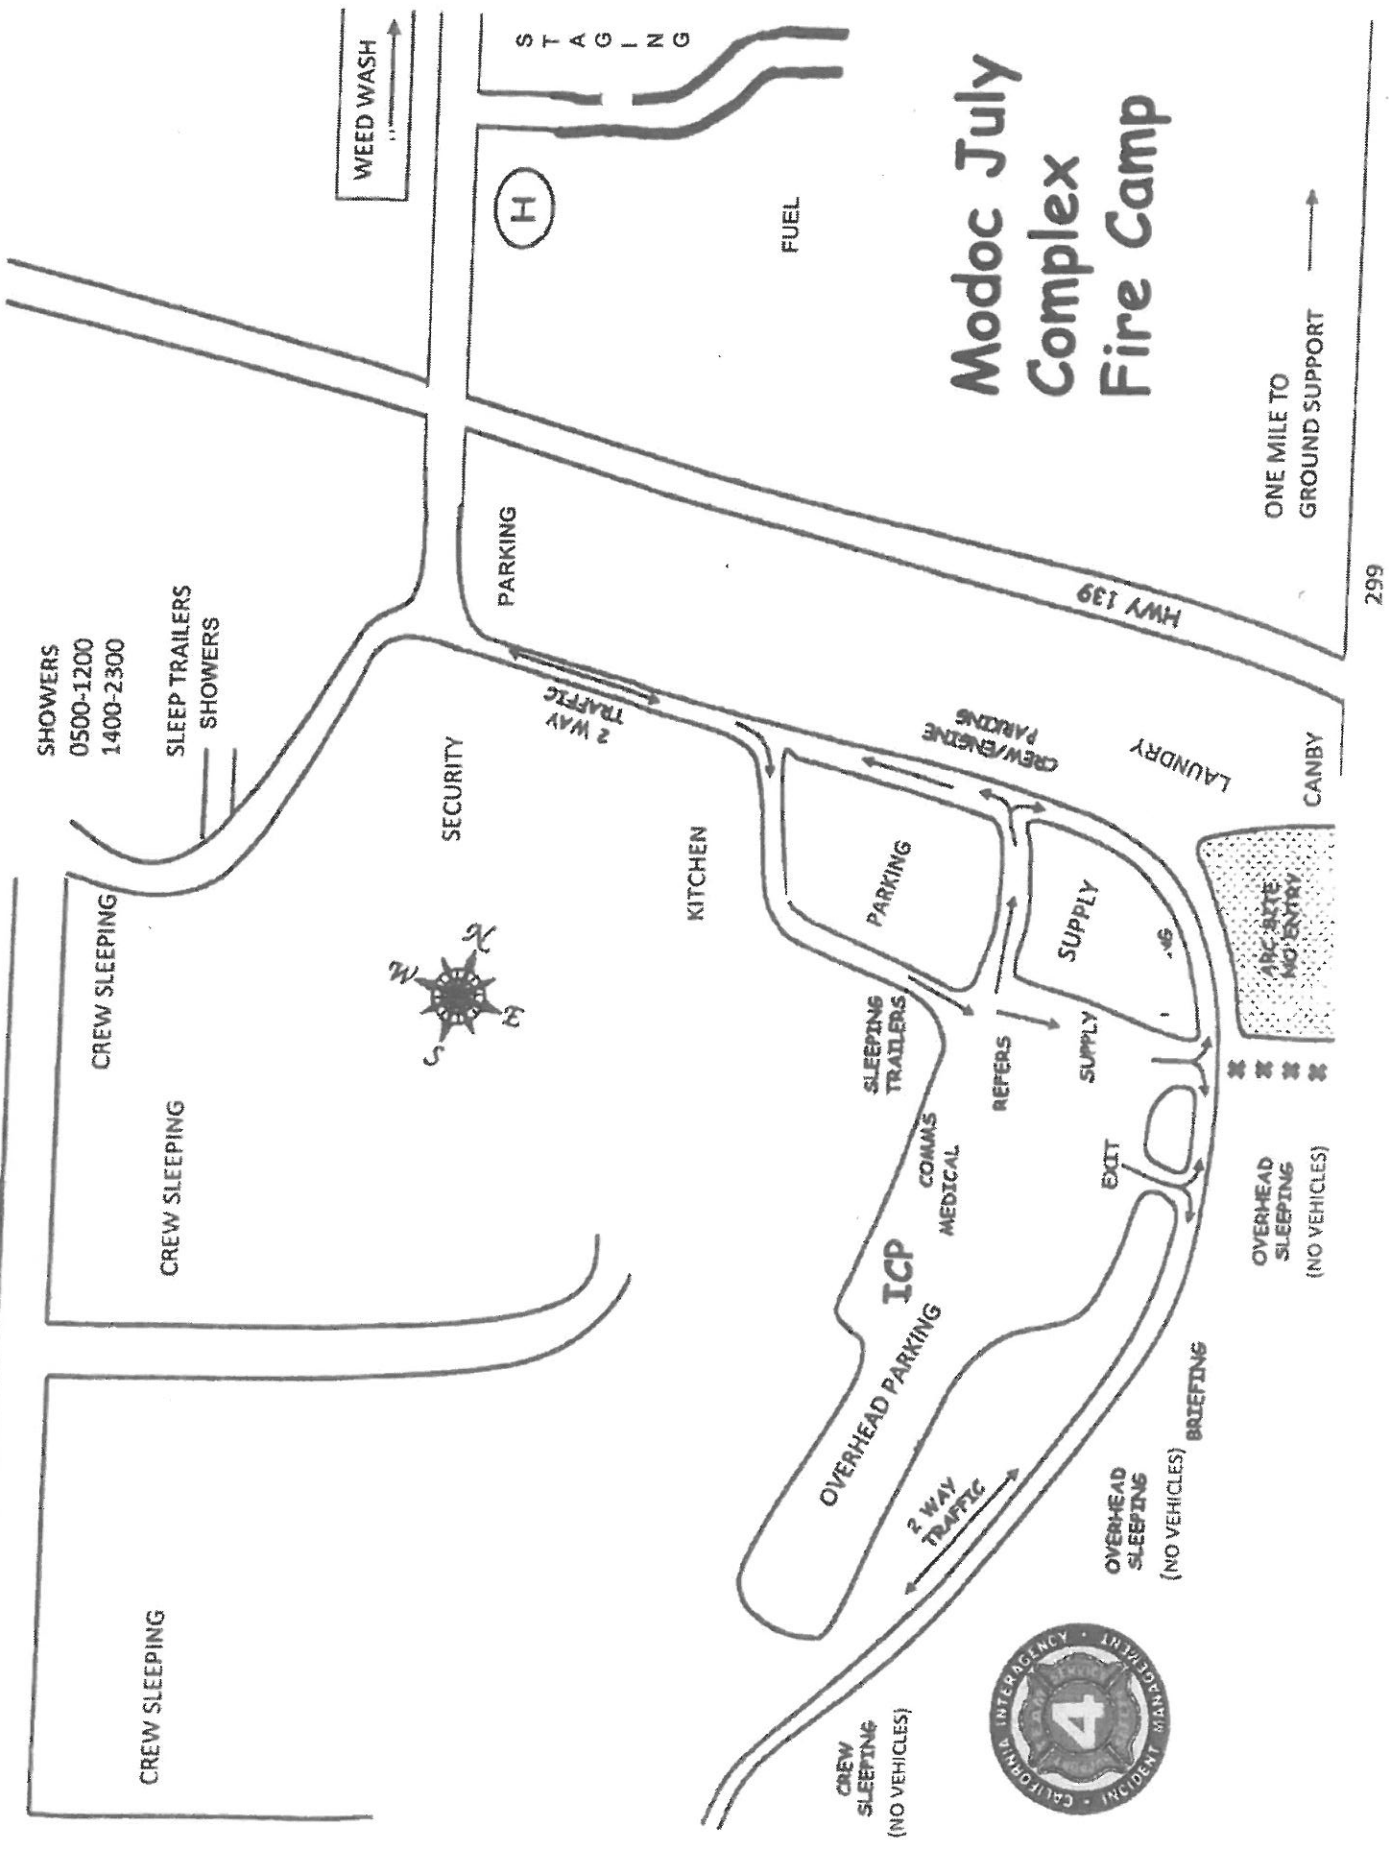 SHOWERS
0500-1200
1400-2300
SLEEP TRAILERS
SHOWERS
CREW SLEEPING
CREW SLEEPING
CREW SLEEPING
WEED WASH
SECURITY
N
E
S
W
H
STAGING
PARKING
2 WAY
TRAFFIC
KITCHEN
FUEL
SLEEPING
TRAILERS
PARKING
CREW/ENGINE
PARKING
OVERHEAD PARKING
ICP
COMMS
MEDICAL
REFERS
SUPPLY
SUPPLY
NG
LAUNDRY
HWY 139
Modoc July
Complex
Fire Camp
2 WAY
TRAFFIC
EXIT
CREW
SLEEPING
(NO VEHICLES)
CALIFORNIA INTERAGENCY
INCIDENT MANAGEMENT
TEAM
SERVICE
4
OVERHEAD
SLEEPING
(NO VEHICLES)
BRIEFING
OVERHEAD
SLEEPING
(NO VEHICLES)
ARC SITE
NO ENTRY
CANBY
ONE MILE TO
GROUND SUPPORT
299